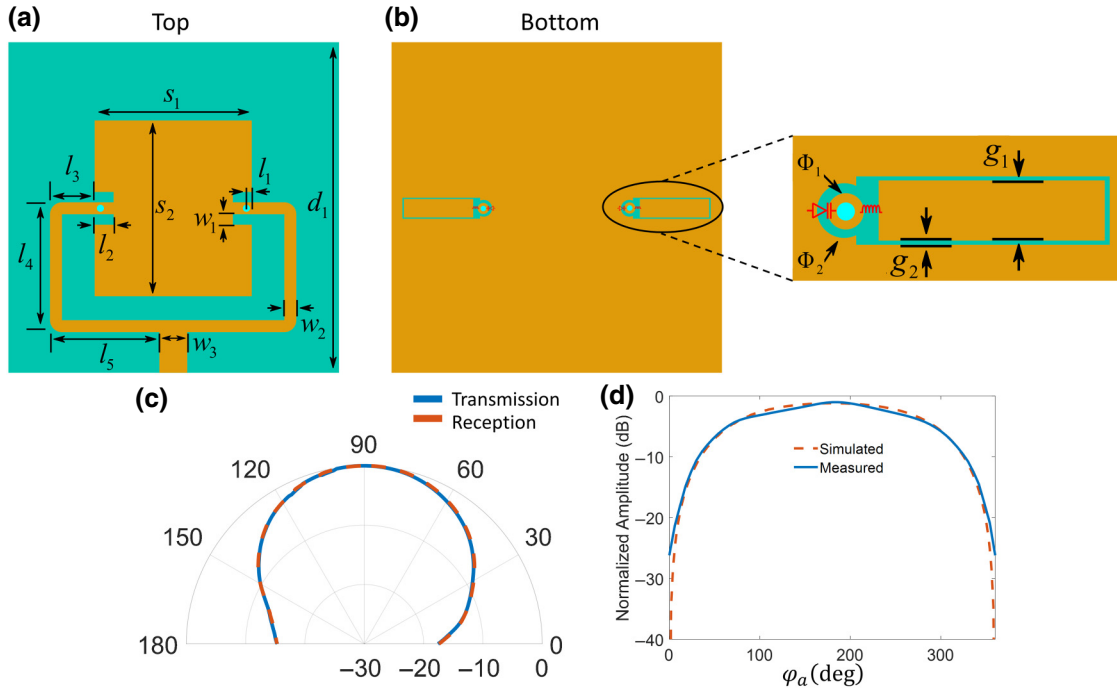 (a) Top
s1
l3
l1
d1
s2
w1
l2
l4
w2
l5
w3
(b) Bottom
Φ1
g1
Φ2
g2
(c)
Transmission
Reception
90
120
60
150
30
180
0
−30 −20 −10 0
(d)
Normalized Amplitude (dB)
0
−10
−20
−30
−40
Simulated
Measured
0 100 200 300
φa(deg)